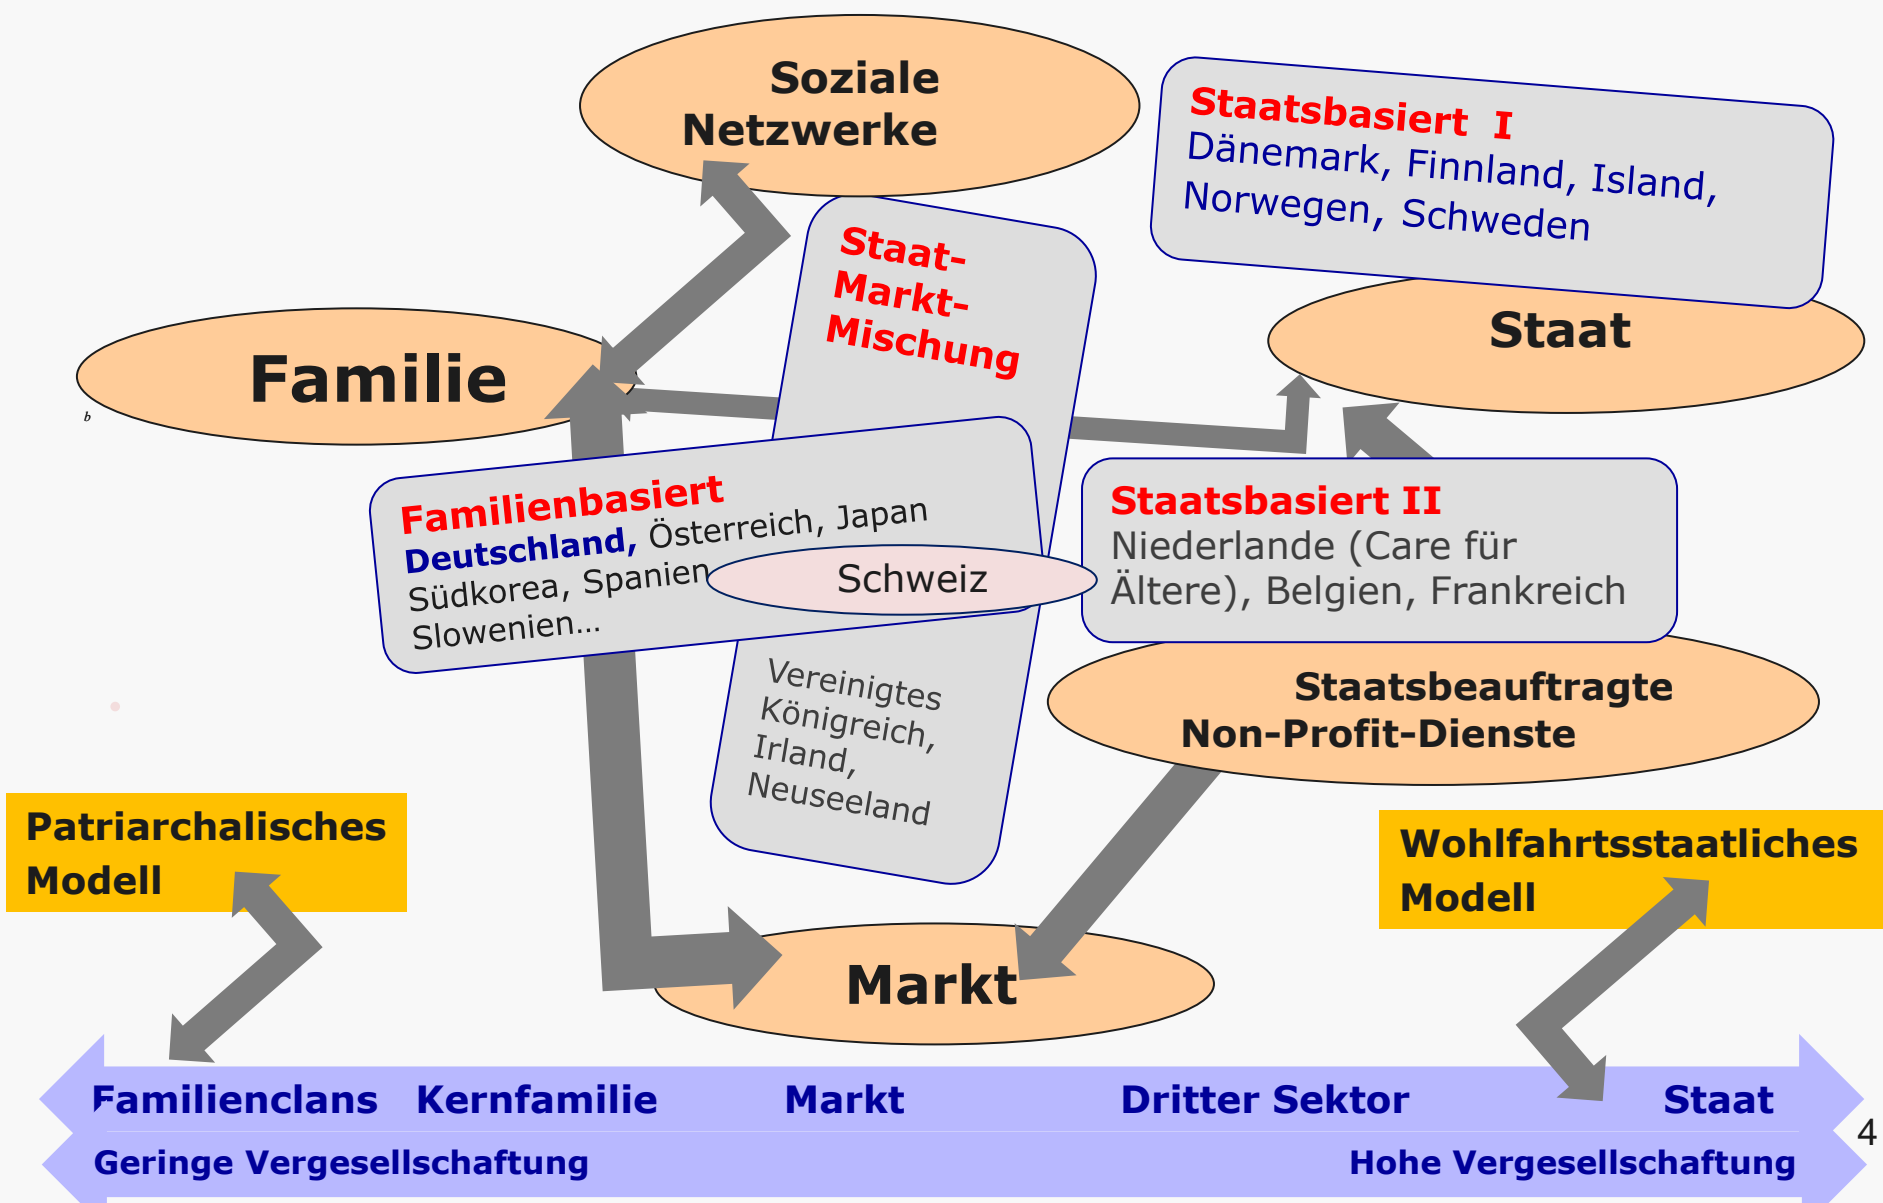 Soziale
Netzwerke
Staatsbasiert I
Dänemark, Finnland, Island,
Norwegen, Schweden
Staat-
Markt-
Mischung
Staat
Familie
b
Familienbasiert
Deutschland, Österreich, Japan
Südkorea, Spanien
Slowenien...
Schweiz
Staatsbasiert II
Niederlande (Care für
Ältere), Belgien, Frankreich
Vereinigtes
Königreich,
Irland,
Neuseeland
Staatsbeauftragte
Non-Profit-Dienste
Patriarchalisches
Modell
Wohlfahrtsstaatliches
Modell
Markt
Familienclans Kernfamilie Markt Dritter Sektor Staat
4
Geringe Vergesellschaftung Hohe Vergesellschaftung